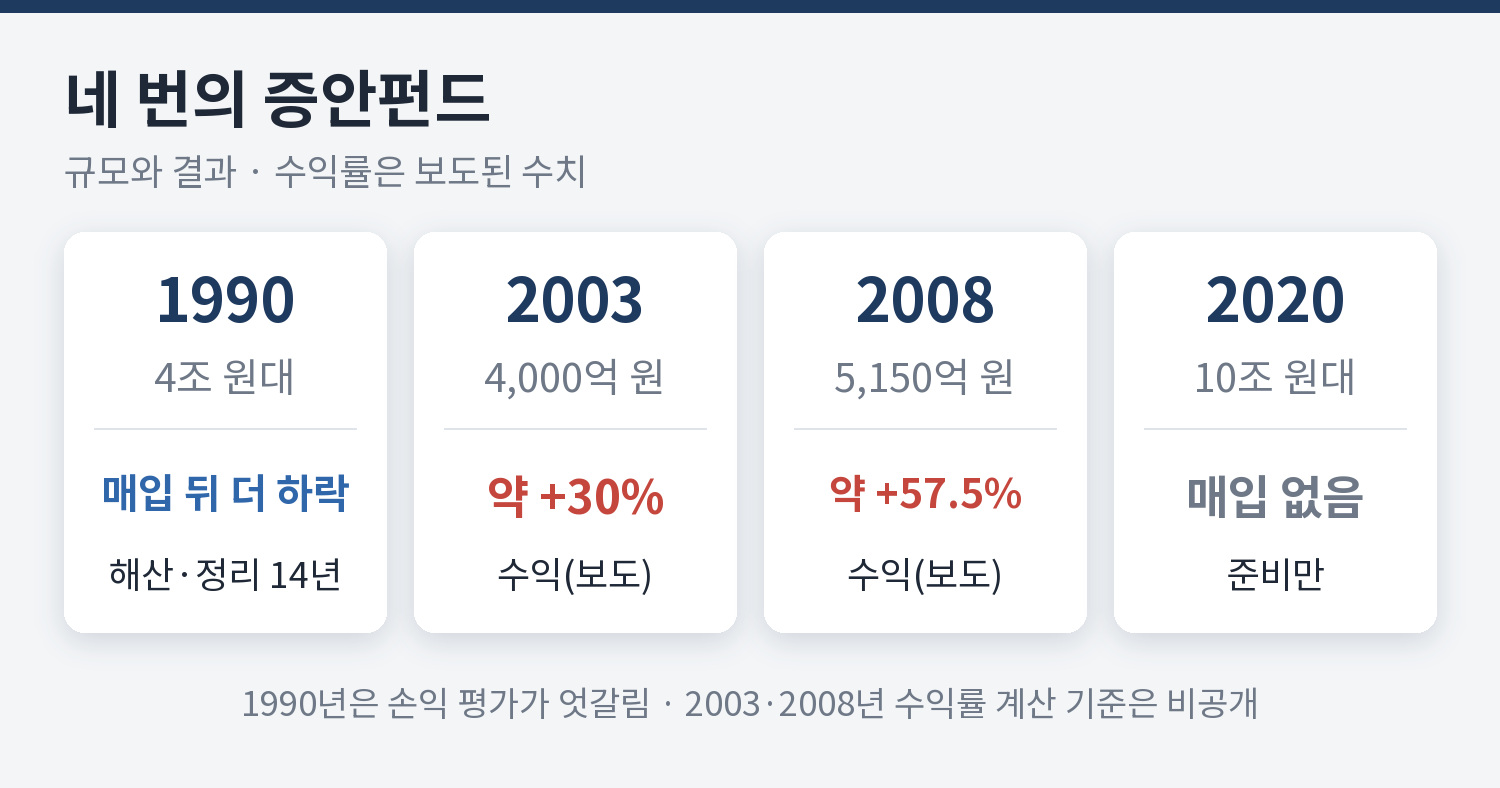 네 번의 증안펀드
규모와 결과 · 수익률은 보도된 수치
1990
4조 원대
매입 뒤 더 하락
해산·정리 14년
2003
4,000억 원
약 +30%
수익(보도)
2008
5,150억 원
약 +57.5%
수익(보도)
2020
10조 원대
매입 없음
준비만
1990년은 손익 평가가 엇갈림 · 2003·2008년 수익률 계산 기준은 비공개